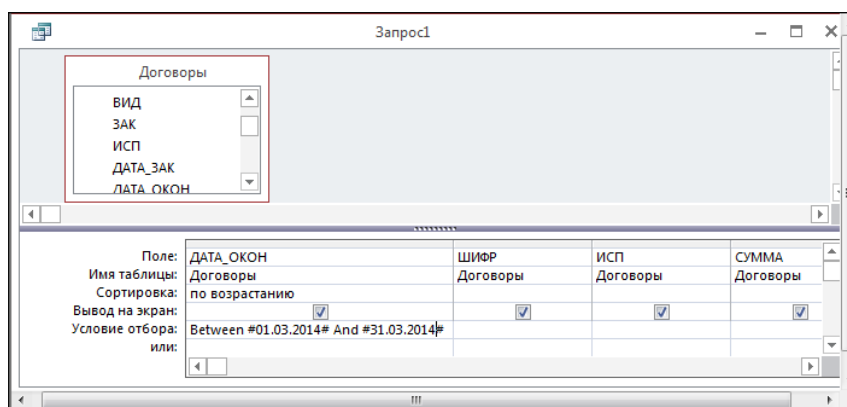 Запрос1
Договоры
ВИД
ЗАК
ИСП
ДАТА_ЗАК
ДАТА_ОКОН
Поле: ДАТА_ОКОН ШИФР ИСП СУММА
Имя таблицы: Договоры Договоры Договоры Договоры
Сортировка: по возрастанию
Вывод на экран:
Условие отбора: Between #01.03.2014# And #31.03.2014#
или: